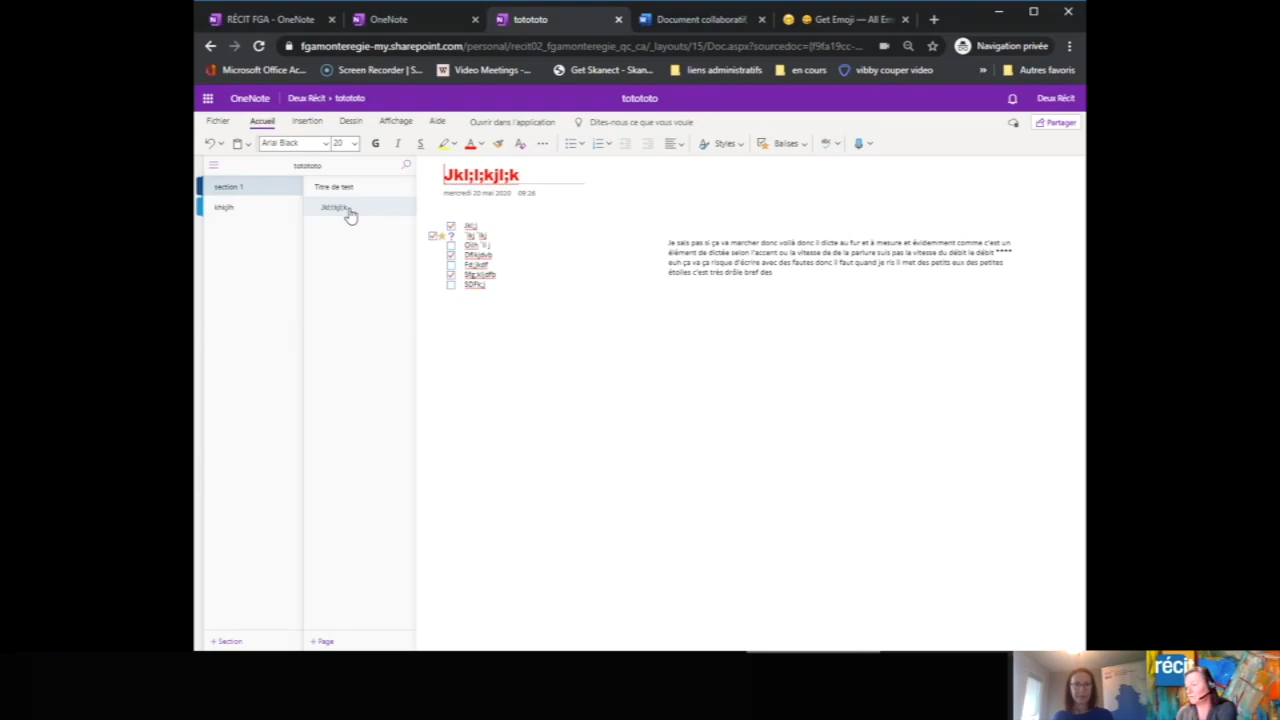 RÉCIT FGA - OneNote
OneNote
totototo
Document collaboratif.
Get Emoji — All Em
fgamonteregie-my.sharepoint.com/personal/recit02_fgamonteregie_qc_ca/_layouts/15/Doc.aspx?sourcedoc={f9fa19cc-...
Navigation privée
Microsoft Office Ac...
Screen Recorder | S...
Video Meetings -...
Get Skanect - Skan...
liens administratifs
en cours
vibby couper video
»
Autres favoris
OneNote
Deux Récit › totototo
totototo
Deux Récit
Fichier
Accueil
Insertion
Dessin
Affichage
Aide
Ouvrir dans l'application
Dites-nous ce que vous voule
Partager
Arial Black
20
G
I
S
Styles
Balises
totototo
section 1
Titre de test
Jkl;l;kjl;k
mercredi 20 mai 2020 09:26
Jkl;j
Je sais pas si ça va marcher donc voilà donc il dicte au fur et à mesure et évidemment comme c'est un
élément de dictée selon l'accent ou la vitesse de de la parlure suis pas la vitesse du débit le débit ****
euh ça va ça risque d'écrire avec des fautes donc il faut quand je ris il met des petits eux des petites
étoiles c'est très drôle bref des
+ Section
+ Page
récit